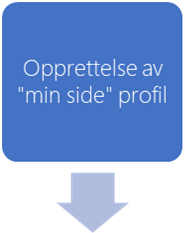 Opprettelse av
"min side" profil